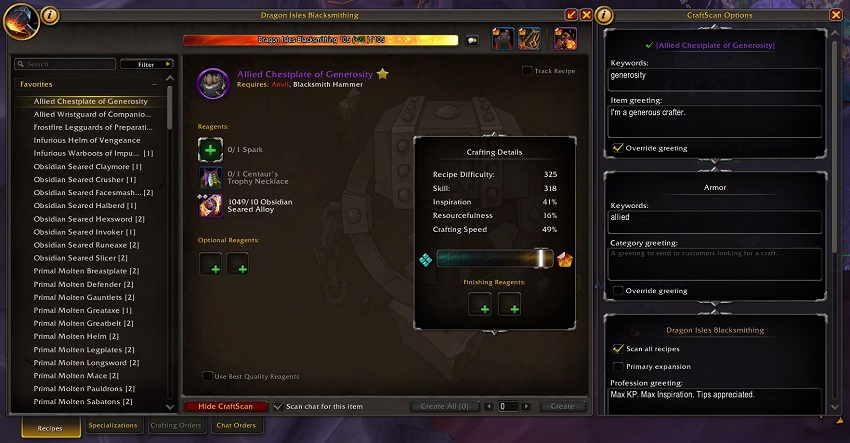 Dragon Isles Blacksmithing
CraftScan Options
Search
Filter
Favorites
Allied Chestplate of Generosity
Allied Wristguard of Companio...
Frostfire Legguards of Preparati...
Infurious Helm of Vengeance
Infurious Warboots of Impu... [1]
Obsidian Seared Claymore [1]
Obsidian Seared Crusher [1]
Obsidian Seared Facesmash... [2]
Obsidian Seared Halberd [1]
Obsidian Seared Hexsword [2]
Obsidian Seared Invoker [1]
Obsidian Seared Runeaxe [2]
Obsidian Seared Slicer [2]
Primal Molten Breastplate [2]
Primal Molten Defender [2]
Primal Molten Gauntlets [2]
Primal Molten Greataxe [1]
Primal Molten Greatbelt [2]
Primal Molten Helm [2]
Primal Molten Legplates [2]
Primal Molten Longsword [2]
Primal Molten Mace [2]
Primal Molten Pauldrons [2]
Primal Molten Sabatons [2]
Allied Chestplate of Generosity
Requires: Anvil, Blacksmith Hammer
Track Recipe
Reagents:
0/1 Spark
0/1 Centaur's
Trophy Necklace
1049/10 Obsidian
Seared Alloy
Optional Reagents:
Crafting Details
Recipe Difficulty: 325
Skill: 318
Inspiration 41%
Resourcefulness 16%
Crafting Speed 49%
Finishing Reagents:
Use Best Quality Reagents
Hide CraftScan
Scan chat for this item
Create All [0]
0
Create
Recipes
Specializations
Crafting Orders
Chat Orders
[Allied Chestplate of Generosity]
Keywords:
generosity
Item greeting:
I'm a generous crafter.
Override greeting
Armor
Keywords:
allied
Category greeting:
A greeting to send to customers looking for a craft.
Override greeting
Dragon Isles Blacksmithing
Scan all recipes
Primary expansion
Profession greeting:
Max KP. Max Inspiration. Tips appreciated.